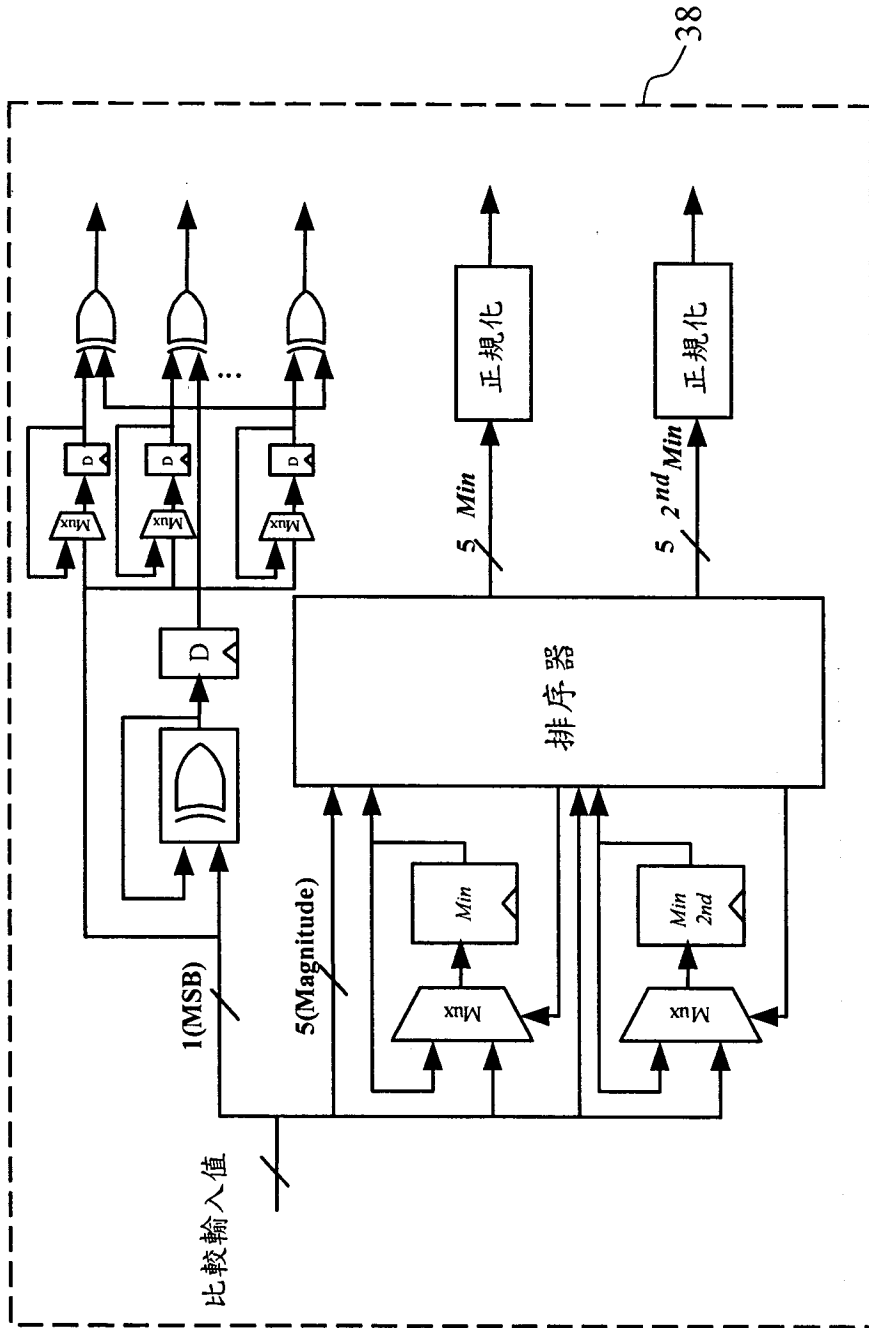 38
比較輸入值
1(MSB)
5(Magnitude)
Mux
D
Mux
D
Mux
D
...
D
Mux
Min
Mux
Min
2nd
排序器
5
Min
5
2nd Min
正規化
正規化